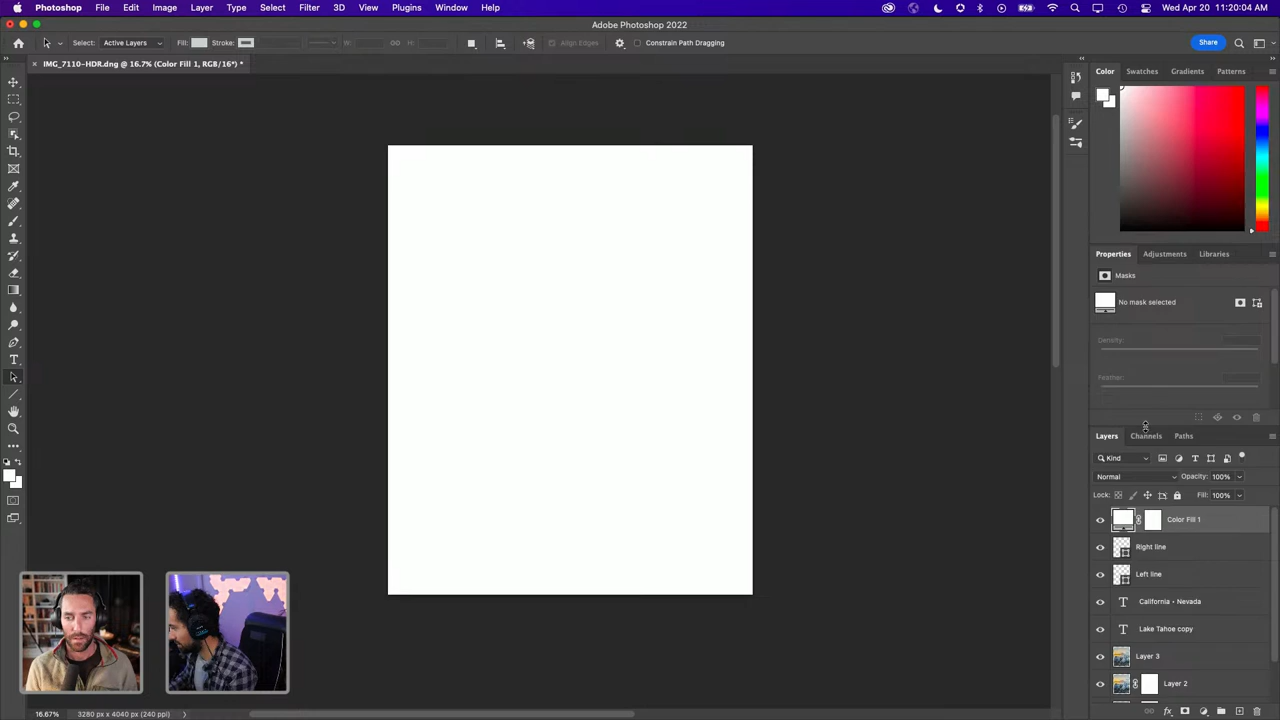 Photoshop File Edit Image Layer Type Select Filter 3D View Plugins Window Help Wed Apr 20 11:20:04 AM
Adobe Photoshop 2022
Select: Active Layers Fill: Stroke: W: H: Align Edges Constrain Path Dragging Share
IMG_7110-HDR.dng @ 16.7% (Color Fill 1, RGB/16*) *
Color Swatches Gradients Patterns
Properties Adjustments Libraries
Masks
No mask selected
Density:
Feather:
Layers Channels Paths
Kind
Normal Opacity: 100%
Lock: Fill: 100%
Color Fill 1
Right line
Left line
California • Nevada
Lake Tahoe copy
Layer 3
Layer 2
16.67% 3280 px x 4040 px (240 ppi)